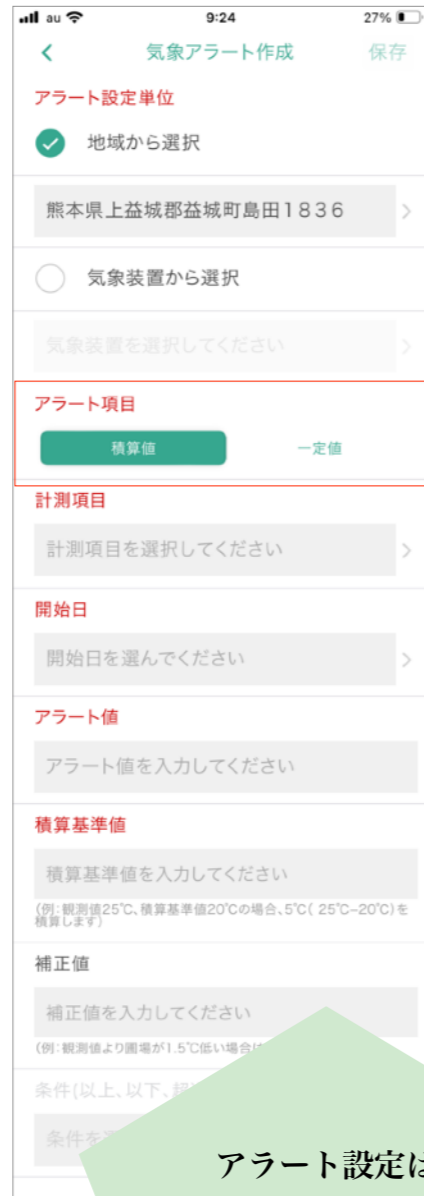 au 9:24 27%
気象アラート作成 保存
アラート設定単位
地域から選択
熊本県上益城郡益城町島田1836
気象装置から選択
気象装置を選択してください
アラート項目
積算値 一定値
計測項目
計測項目を選択してください
開始日
開始日を選んでください
アラート値
アラート値を入力してください
積算基準値
積算基準値を入力してください
(例:観測値25℃、積算基準値20℃の場合、5℃( 25℃−20℃)を
積算します)
補正値
補正値を入力してください
(例:観測値より圃場が1.5℃低い場合は
条件(以上、以下、超
条件を
アラート設定は